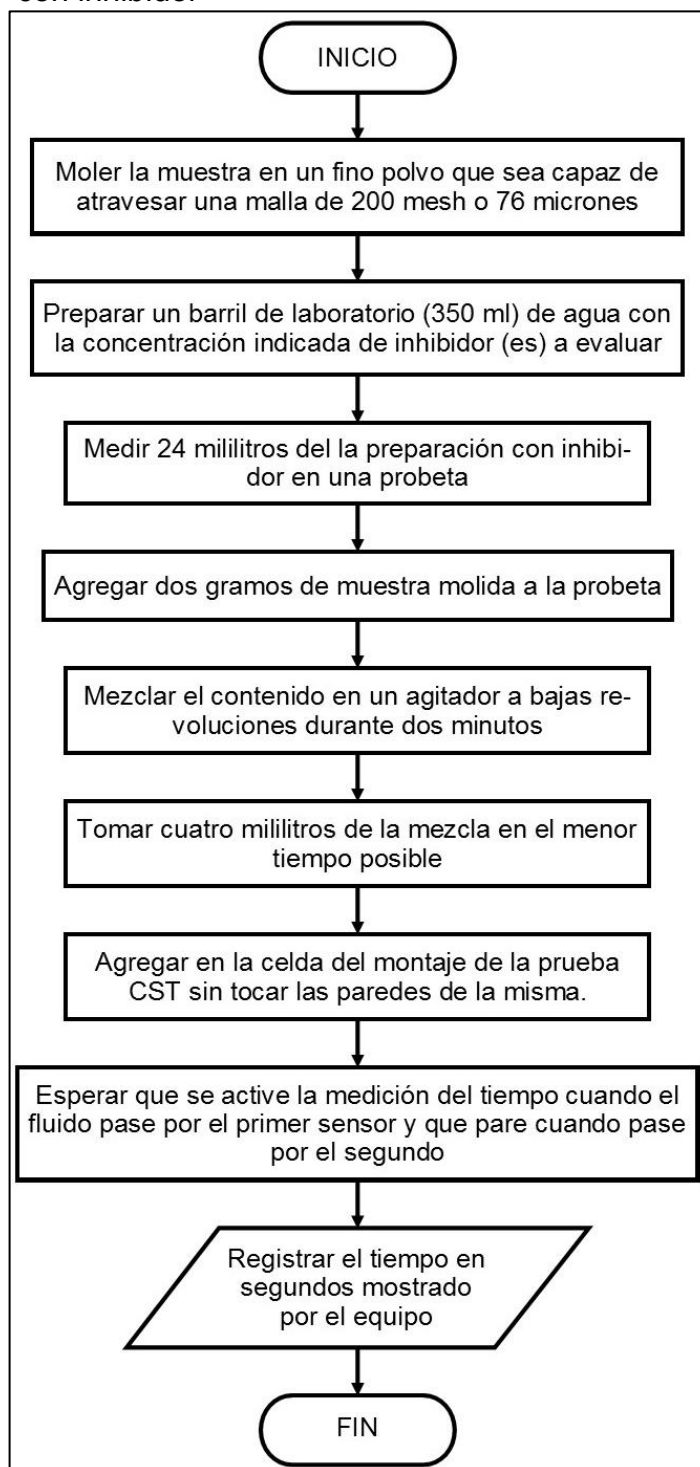 con inhibidor
INICIO
Moler la muestra en un fino polvo que sea capaz de
atravesar una malla de 200 mesh o 76 micrones
Preparar un barril de laboratorio (350 ml) de agua con
la concentración indicada de inhibidor (es) a evaluar
Medir 24 mililitros del la preparación con inhibi-
dor en una probeta
Agregar dos gramos de muestra molida a la probeta
Mezclar el contenido en un agitador a bajas re-
voluciones durante dos minutos
Tomar cuatro mililitros de la mezcla en el menor
tiempo posible
Agregar en la celda del montaje de la prueba
CST sin tocar las paredes de la misma.
Esperar que se active la medición del tiempo cuando el
fluido pase por el primer sensor y que pare cuando pase
por el segundo
Registrar el tiempo en
segundos mostrado
por el equipo
FIN